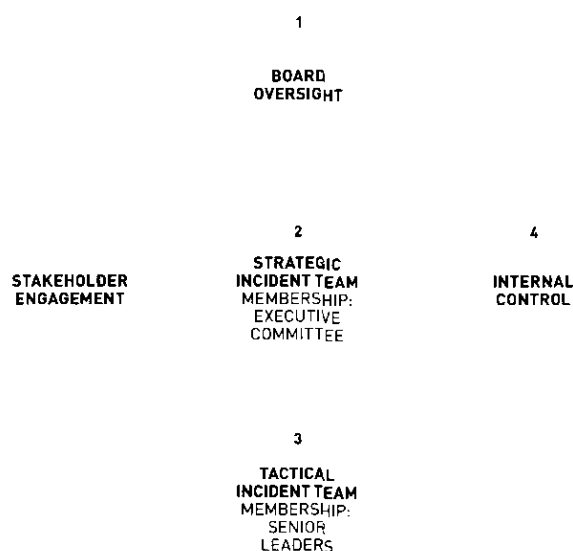 1
BOARD
OVERSIGHT
STAKEHOLDER
ENGAGEMENT
2
STRATEGIC
INCIDENT TEAM
MEMBERSHIP:
EXECUTIVE
COMMITTEE
4
INTERNAL
CONTROL
3
TACTICAL
INCIDENT TEAM
MEMBERSHIP:
SENIOR
LEADERS